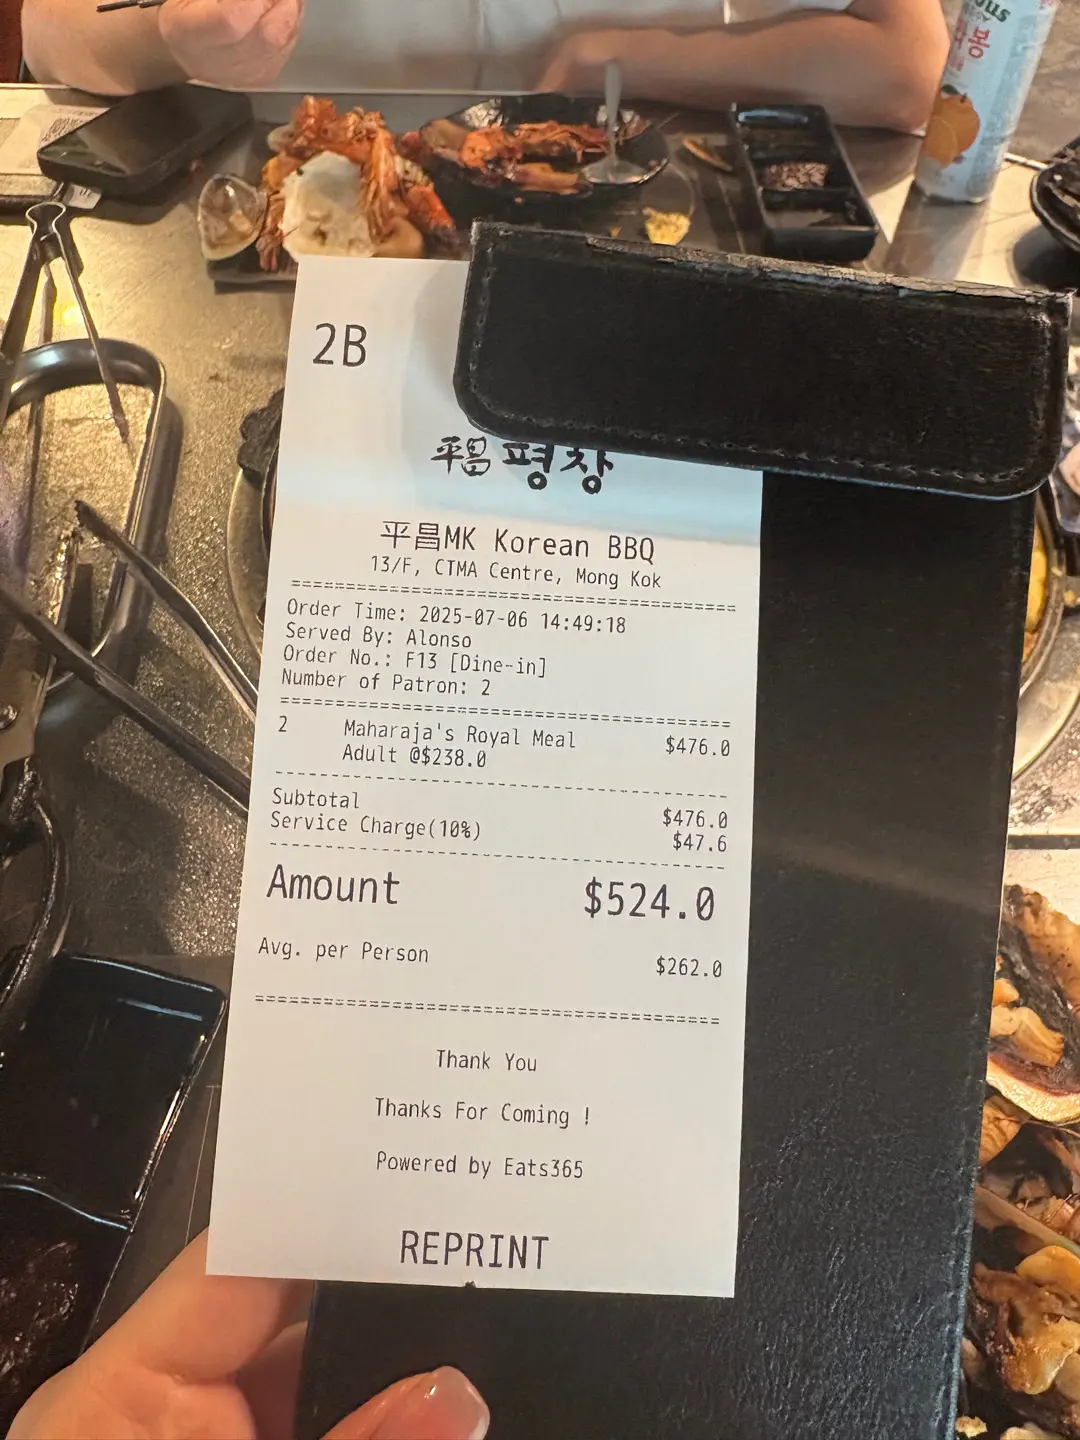 2B
平昌 평창
平昌MK Korean BBQ
13/F, CTMA Centre, Mong Kok
========================================
Order Time: 2025-07-06 14:49:18
Served By: Alonso
Order No.: F13 [Dine-in]
Number of Patron: 2
========================================
2 Maharaja's Royal Meal $476.0
Adult @$238.0
----------------------------------------
Subtotal $476.0
Service Charge(10%) $47.6
----------------------------------------
Amount $524.0
Avg. per Person $262.0
========================================
Thank You
Thanks For Coming !
Powered by Eats365
REPRINT